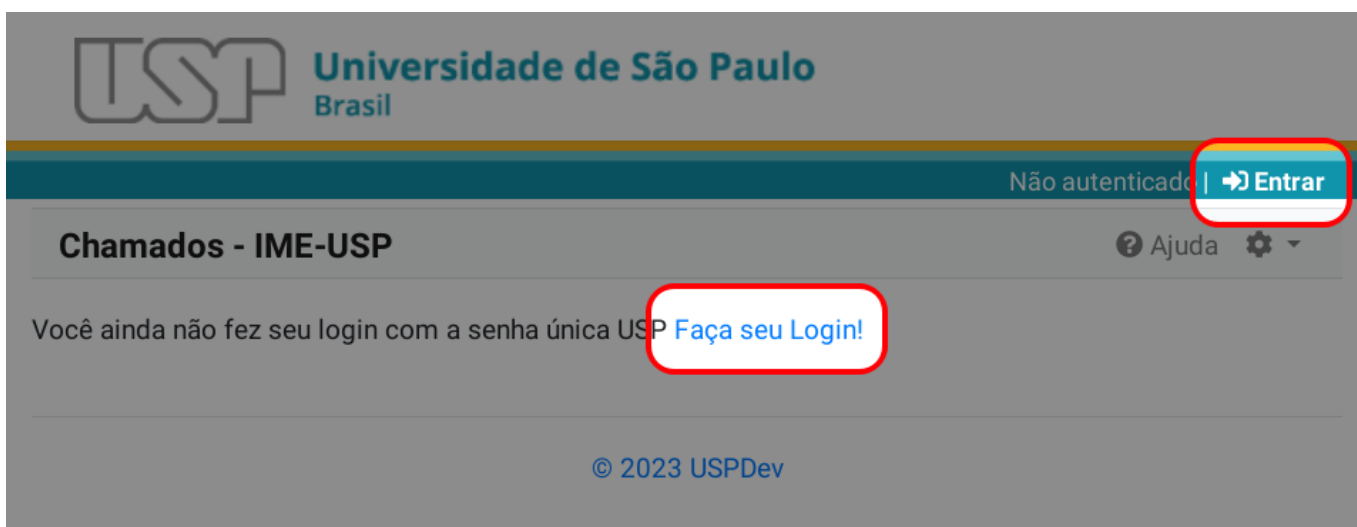 USP
Universidade de São Paulo
Brasil
Não autenticado | Entrar
Chamados - IME-USP
Ajuda
Você ainda não fez seu login com a senha única USP Faça seu Login!
© 2023 USPDev